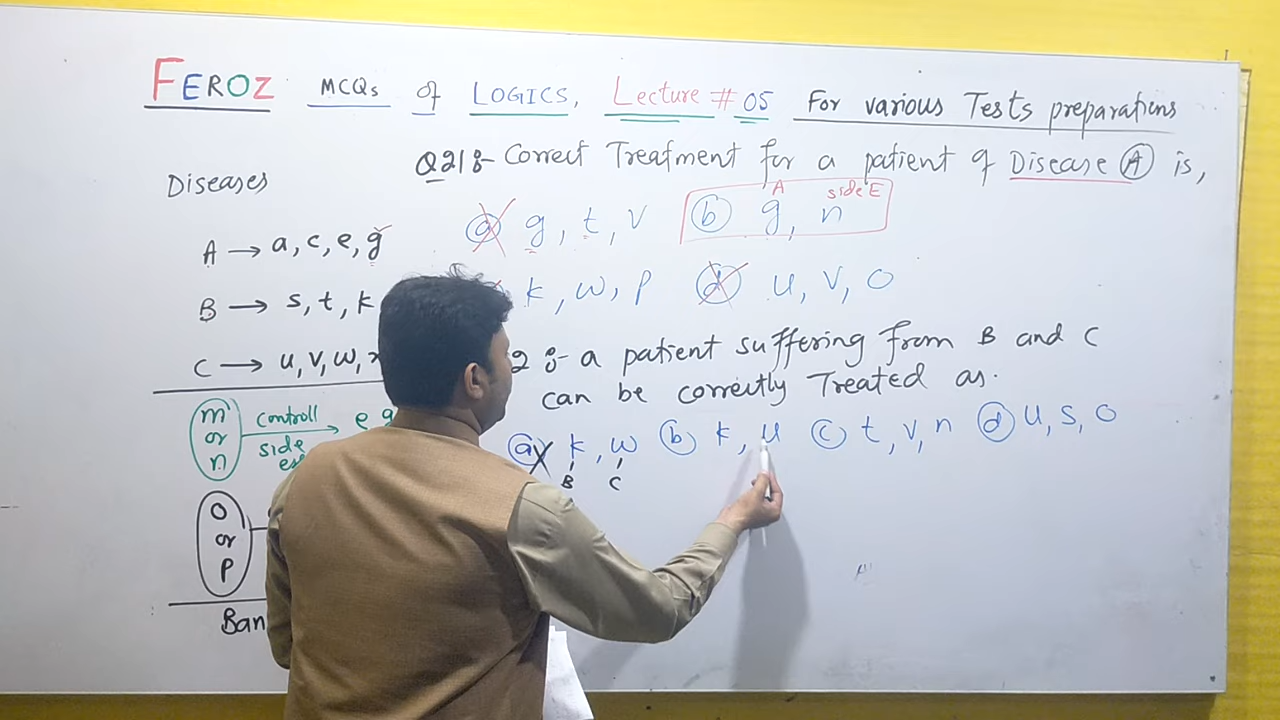 FEROZ MCQs of LOGICS, Lecture # 05 For various Tests preparations
Q21:- Correct Treatment for a patient of Disease A is,
Diseases
A
side E
a g, t, v b g, n
A → a, c, e, g
k, w, p d u, v, o
B → s, t, k
2:- a patient suffering from B and C
C → u, v, w,
can be correctly Treated as.
m or n controll side e
a k, w b k, u c t, v, n d u, s, o
B C
O or P
Ban